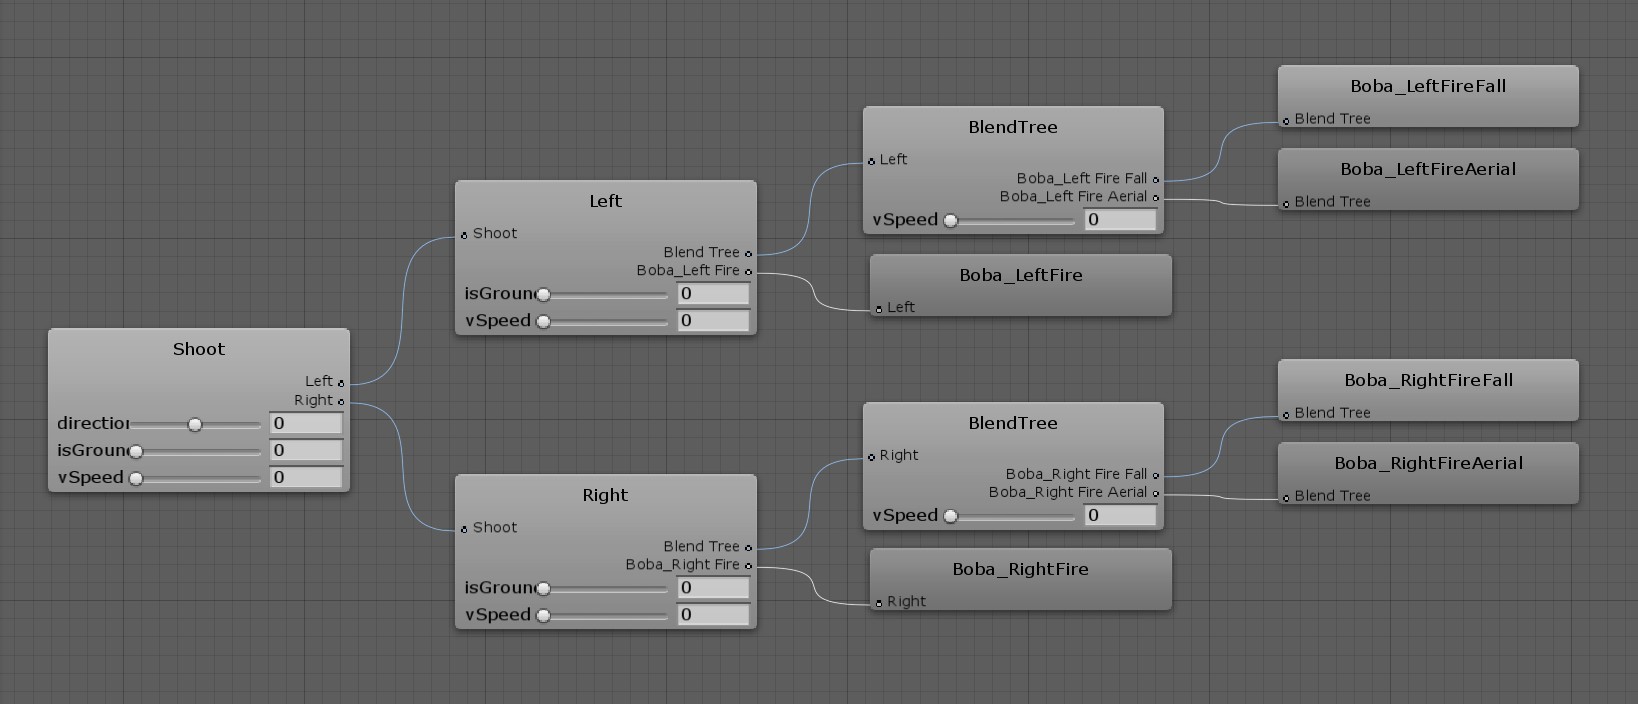 Shoot
Left
Right
direction
isGroun
vSpeed
0
0
0
Left
Shoot
Blend Tree
Boba_Left Fire
isGroun
vSpeed
0
0
Right
Shoot
Blend Tree
Boba_Right Fire
isGroun
vSpeed
0
0
BlendTree
Left
Boba_Left Fire Fall
Boba_Left Fire Aerial
vSpeed 0
Boba_LeftFire
Left
BlendTree
Right
Boba_Right Fire Fall
Boba_Right Fire Aerial
vSpeed 0
Boba_RightFire
Right
Boba_LeftFireFall
Blend Tree
Boba_LeftFireAerial
Blend Tree
Boba_RightFireFall
Blend Tree
Boba_RightFireAerial
Blend Tree